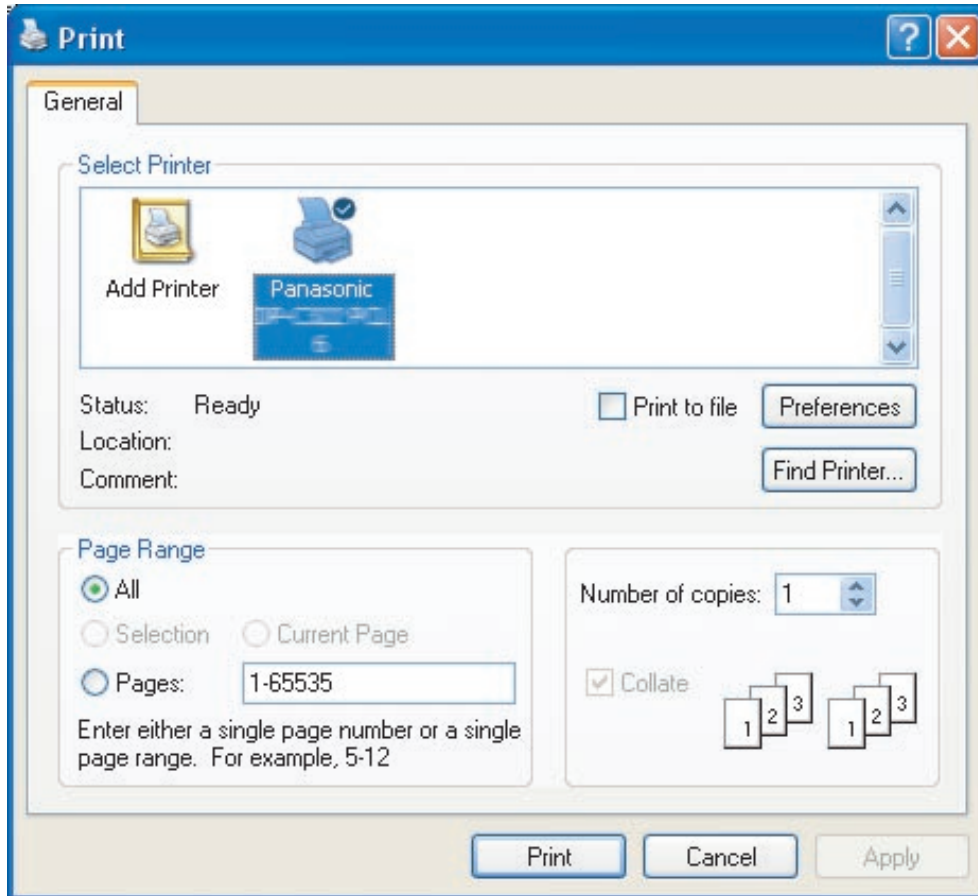 Print
General
Select Printer
Add Printer
Panasonic
6
Status: Ready
Print to file
Preferences
Location:
Find Printer...
Comment:
Page Range
All
Number of copies: 1
Selection
Current Page
Collate
Pages: 1-65535
1 2 3 1 2 3
Enter either a single page number or a single
page range. For example, 5-12
Print
Cancel
Apply